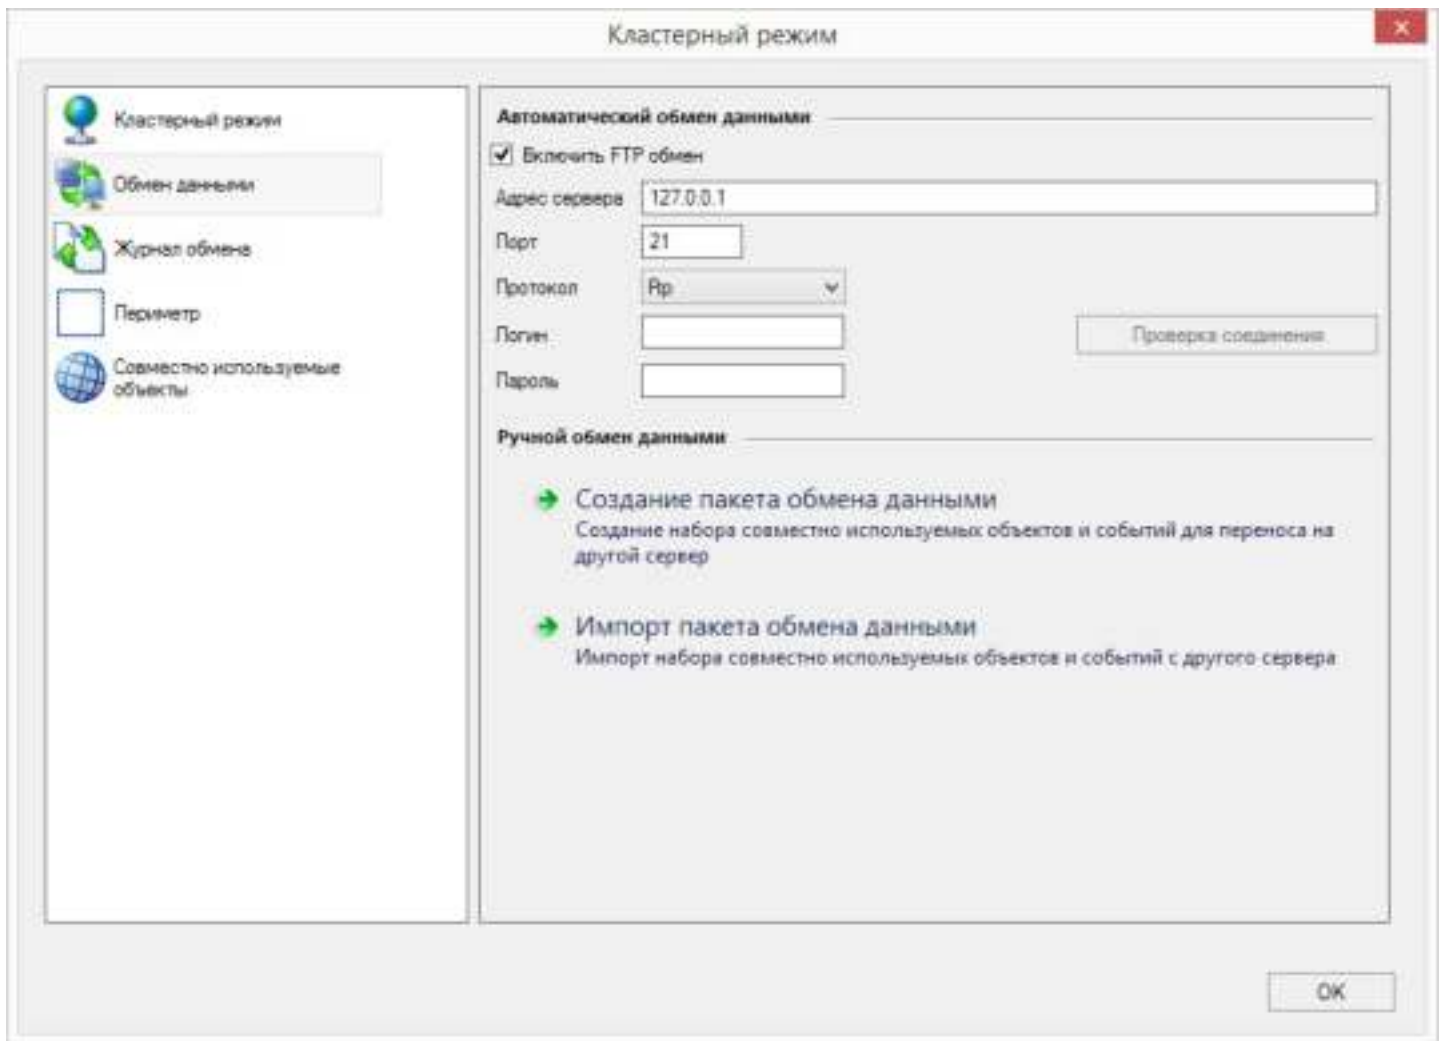 Кластерный режим
Кластерный режим
Обмен данными
Журнал обмена
Периметр
Совместно используемые
объекты
Автоматический обмен данными
Включить FTP обмен
Адрес сервера 127.0.0.1
Порт 21
Протокол Ftp
Логин
Проверка соединения
Пароль
Ручной обмен данными
Создание пакета обмена данными
Создание набора совместно используемых объектов и событий для переноса на
другой сервер
Импорт пакета обмена данными
Импорт набора совместно используемых объектов и событий с другого сервера
OK